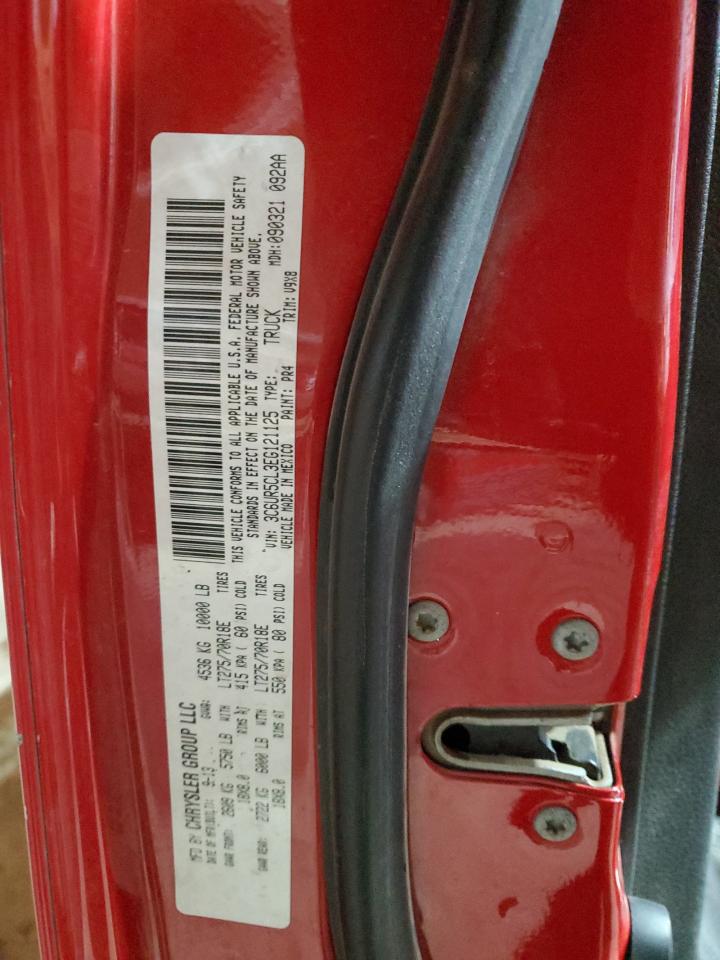 MFD BY CHRYSLER GROUP LLC
DATE OF MFR: 9-13 GVWR: 4536 KG 10000 LB
GAWR FRONT: 2609 KG 5750 LB WITH LT275/70R18E TIRES
18X8.0 RIMS AT 415 KPA ( 60 PSI) COLD
GAWR REAR: 2722 KG 6000 LB WITH LT275/70R18E TIRES
18X8.0 RIMS AT 550 KPA ( 80 PSI) COLD
THIS VEHICLE CONFORMS TO ALL APPLICABLE U.S.A. FEDERAL MOTOR VEHICLE SAFETY
STANDARDS IN EFFECT ON THE DATE OF MANUFACTURE SHOWN ABOVE.
VIN: 3C6UR5CL3EG121125 TYPE: TRUCK MDH:090321 092AA
VEHICLE MADE IN MEXICO PAINT: PR4 TRIM: V9X8